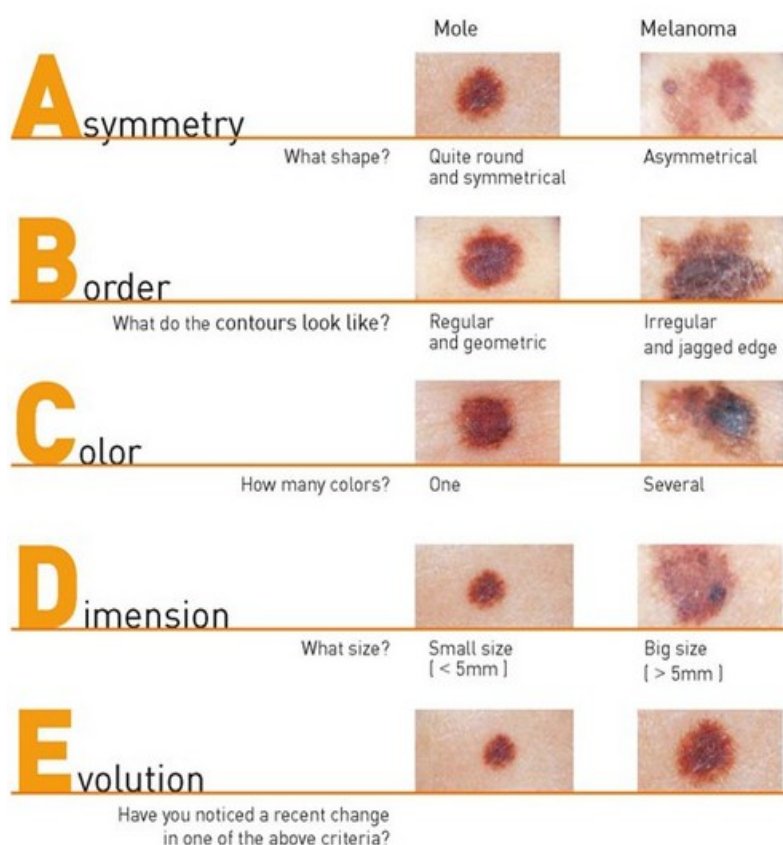 Mole Melanoma
Asymmetry
What shape? Quite round Asymmetrical
and symmetrical
Border
What do the contours look like? Regular Irregular
and geometric and jagged edge
Color
How many colors? One Several
Dimension
What size? Small size Big size
( < 5mm ) ( > 5mm )
Evolution
Have you noticed a recent change
in one of the above criteria?